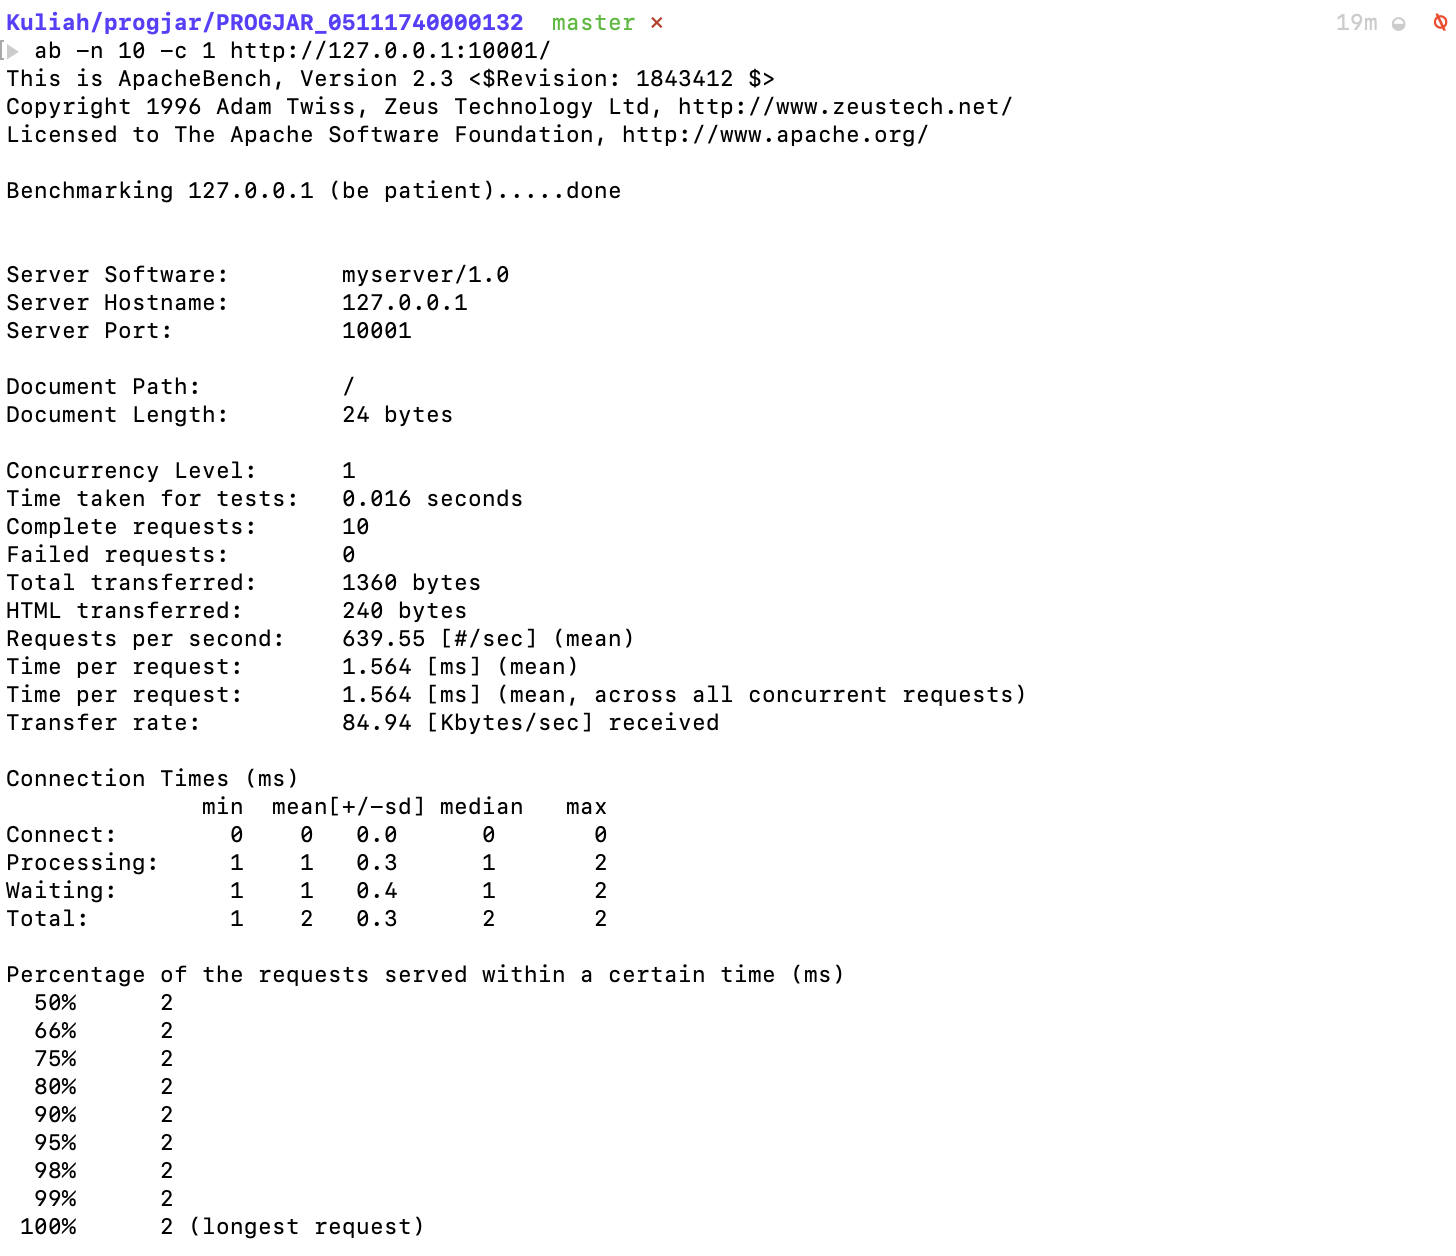 Kuliah/progjar/PROGJAR_05111740000132  master ×  19m
ab -n 10 -c 1 http://127.0.0.1:10001/
This is ApacheBench, Version 2.3 <$Revision: 1843412 $>
Copyright 1996 Adam Twiss, Zeus Technology Ltd, http://www.zeustech.net/
Licensed to The Apache Software Foundation, http://www.apache.org/

Benchmarking 127.0.0.1 (be patient).....done


Server Software:        myserver/1.0
Server Hostname:        127.0.0.1
Server Port:            10001

Document Path:          /
Document Length:        24 bytes

Concurrency Level:      1
Time taken for tests:   0.016 seconds
Complete requests:      10
Failed requests:        0
Total transferred:      1360 bytes
HTML transferred:       240 bytes
Requests per second:    639.55 [#/sec] (mean)
Time per request:       1.564 [ms] (mean)
Time per request:       1.564 [ms] (mean, across all concurrent requests)
Transfer rate:          84.94 [Kbytes/sec] received

Connection Times (ms)
              min  mean[+/-sd] median   max
Connect:        0    0   0.0      0       0
Processing:     1    1   0.3      1       2
Waiting:        1    1   0.4      1       2
Total:          1    2   0.3      2       2

Percentage of the requests served within a certain time (ms)
  50%      2
  66%      2
  75%      2
  80%      2
  90%      2
  95%      2
  98%      2
  99%      2
 100%      2 (longest request)